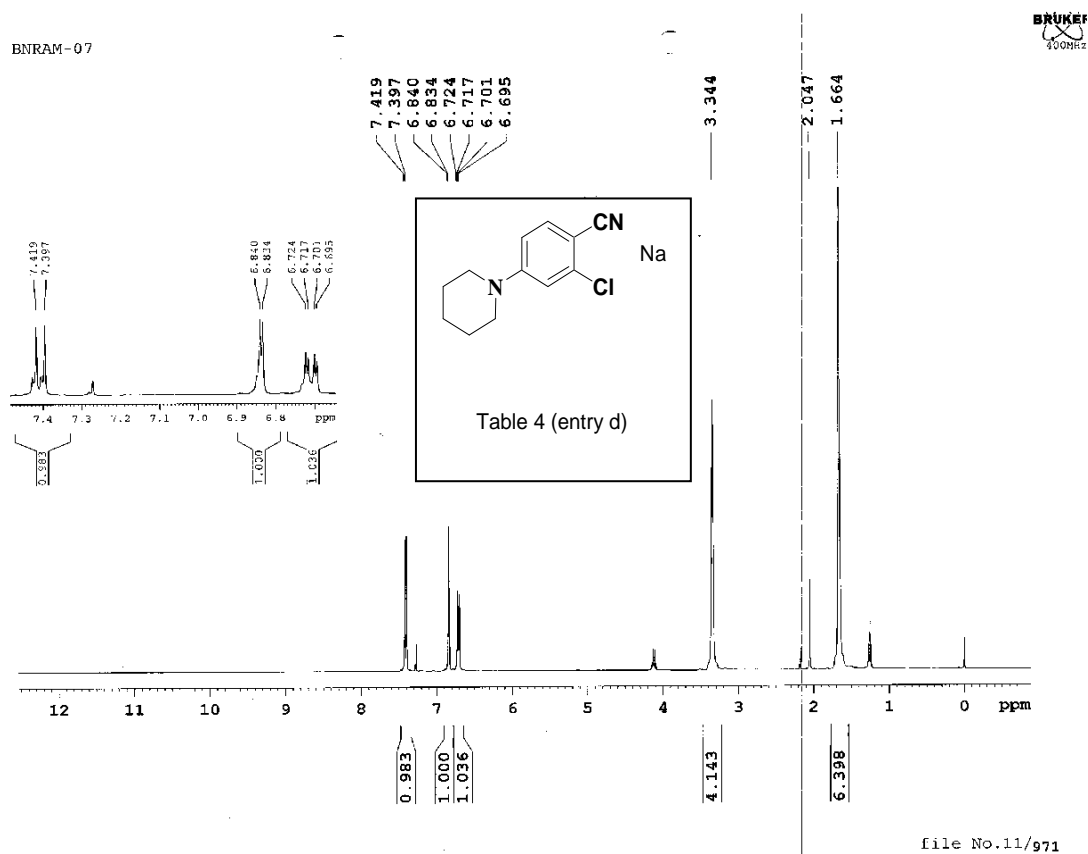 BNRAM-07
BRUKER
400MHz
7.419
7.397
6.840
6.834
6.724
6.717
6.701
6.695
3.344
2.047
1.664
7.419
7.397
6.840
6.834
6.724
6.717
6.701
6.695
CN
Na
Cl
N
Table 4 (entry d)
7.4 7.3 7.2 7.1 7.0 6.9 6.8 ppm
0.983
1.000
1.036
12 11 10 9 8 7 6 5 4 3 2 1 0 ppm
0.983
1.000
1.036
4.143
6.398
file No.11/971